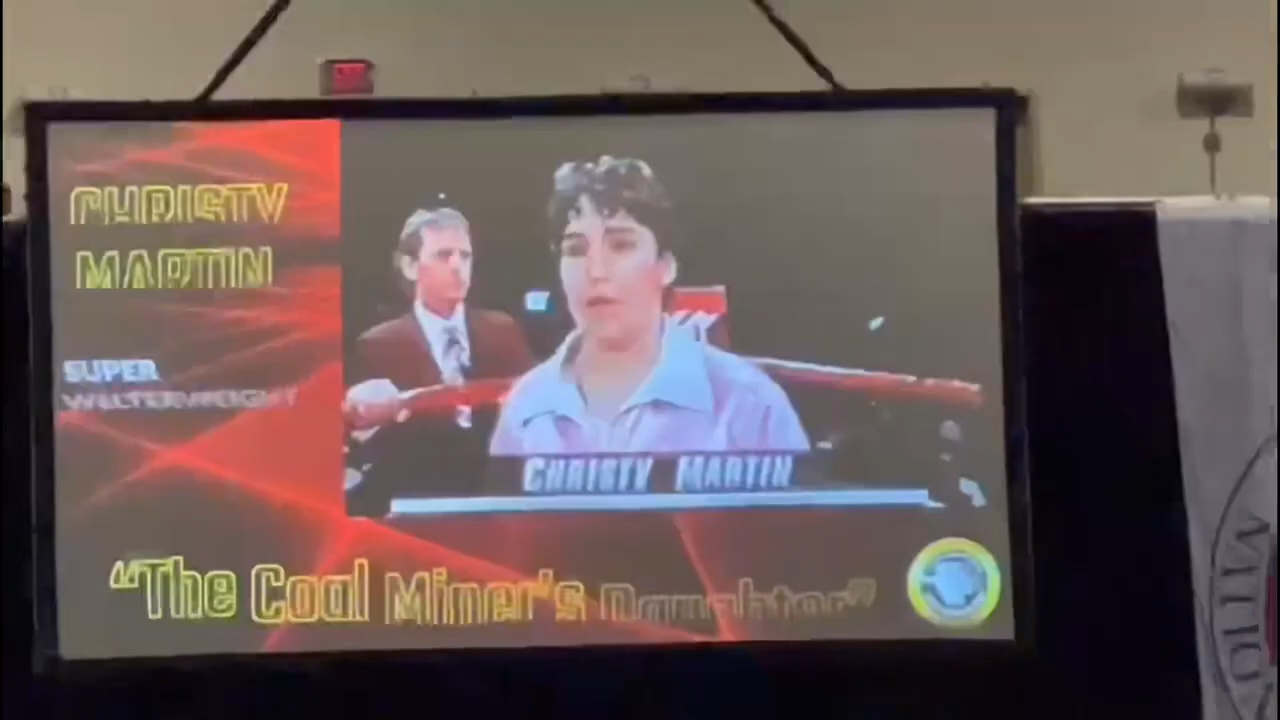 CHRISTY
MARTIN
SUPER
WELTERWEIGHT
CHRISTY MARTIN
"The Coal Miner's Daughter"